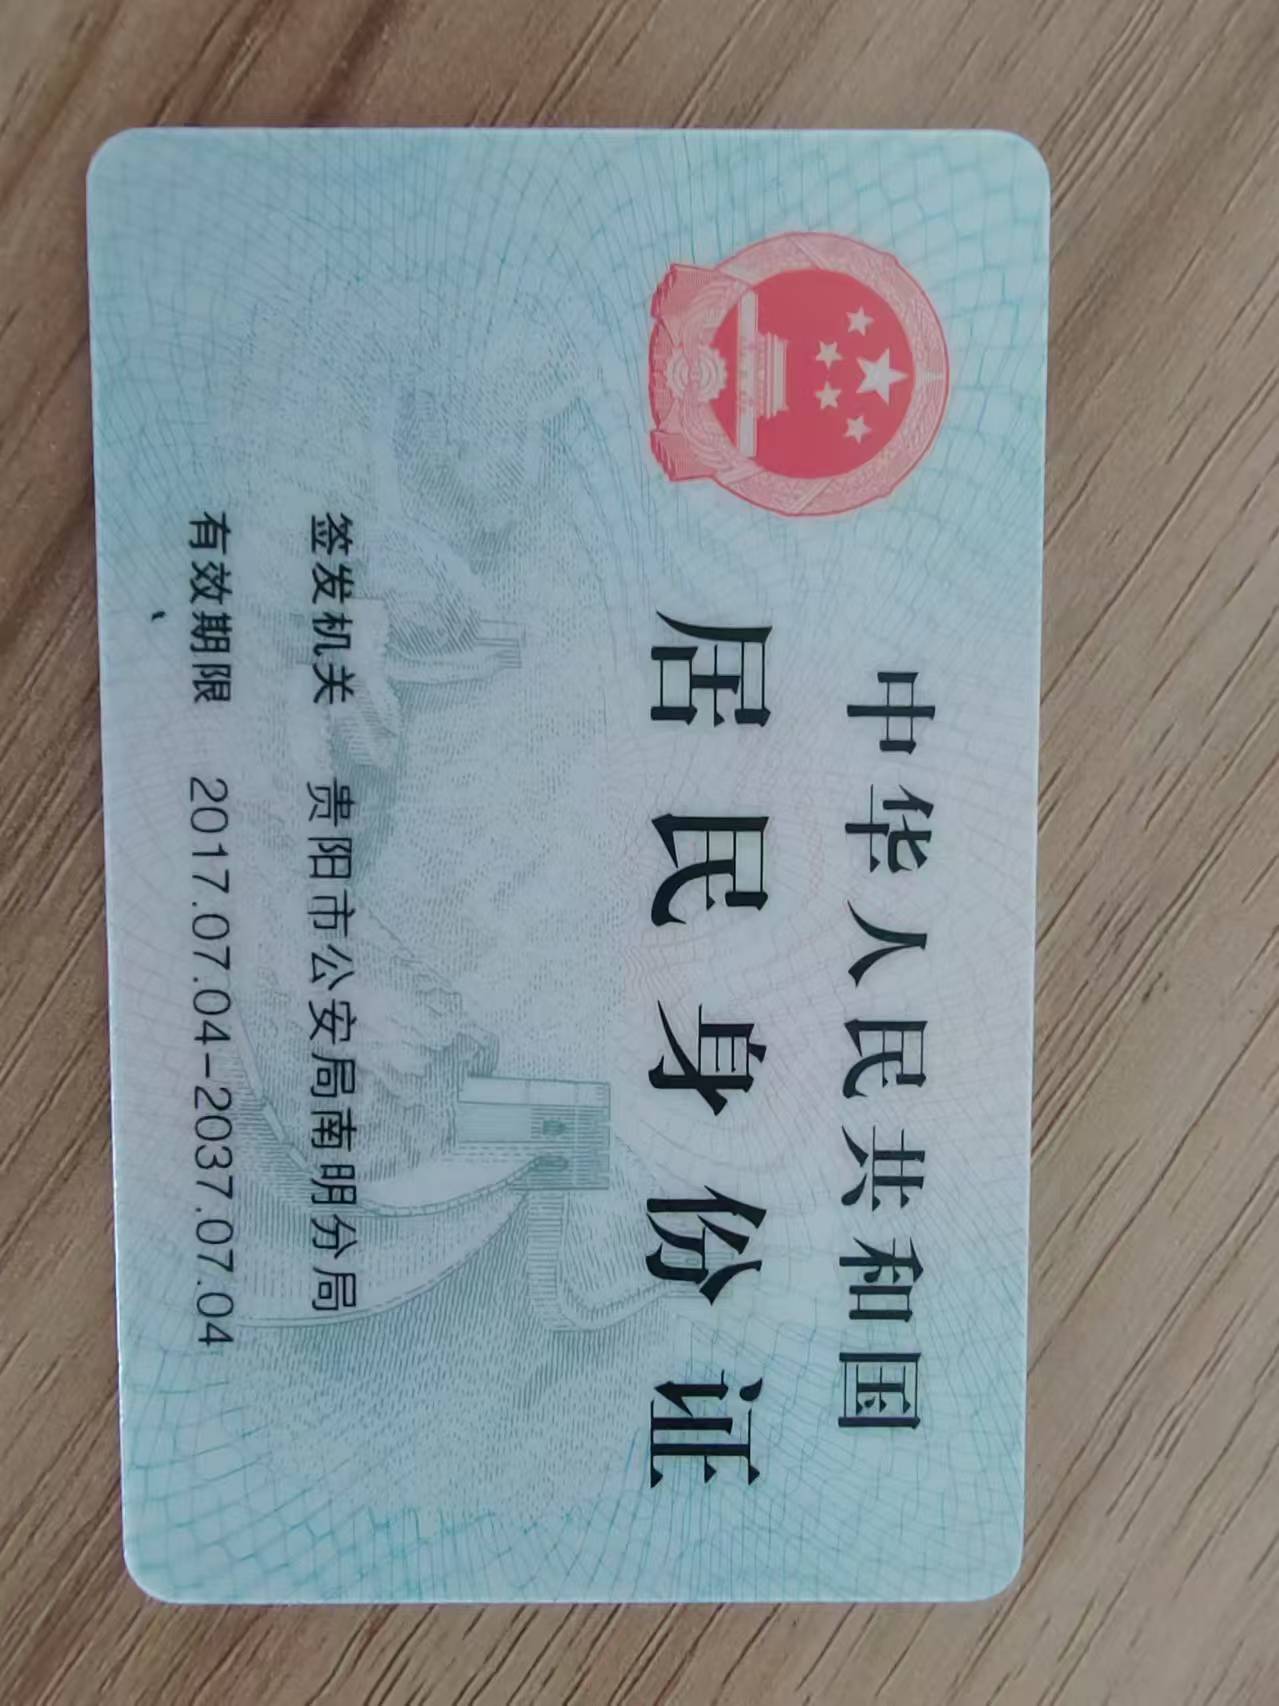 中华人民共和国
居民身份证
签发机关 贵阳市公安局南明分局
有效期限 2017.07.04-2037.07.04